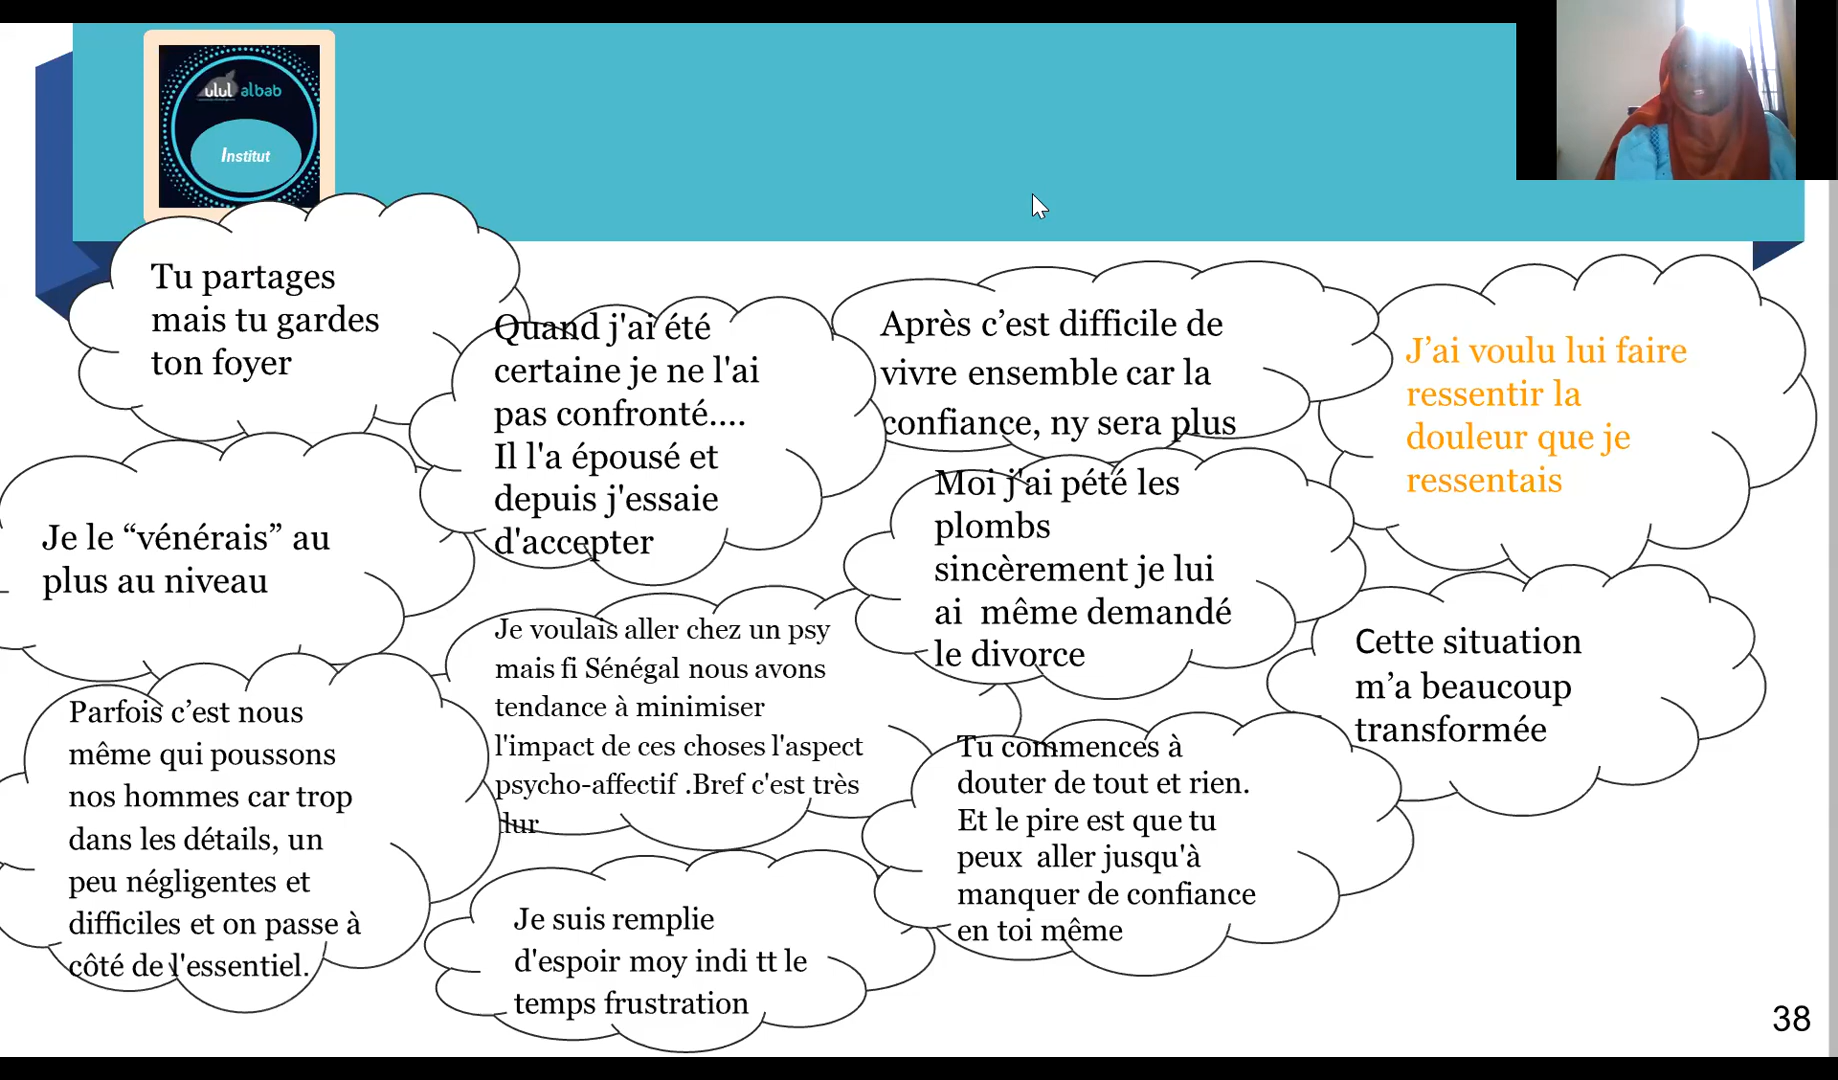 ulul albab
Institut
Tu partages
mais tu gardes
ton foyer
Quand j'ai été
certaine je ne l'ai
pas confronté....
Il l'a épousé et
depuis j'essaie
d'accepter
Après c’est difficile de
vivre ensemble car la
confiance, ny sera plus
J’ai voulu lui faire
ressentir la
douleur que je
ressentais
Je le “vénérais” au
plus au niveau
Moi j'ai pété les
plombs
sincèrement je lui
ai  même demandé
le divorce
Je voulais aller chez un psy
mais fi Sénégal nous avons
tendance à minimiser
l'impact de ces choses l'aspect
psycho-affectif .Bref c'est très
dur
Cette situation
m’a beaucoup
transformée
Parfois c’est nous
même qui poussons
nos hommes car trop
dans les détails, un
peu négligentes et
difficiles et on passe à
côté de l'essentiel.
Tu commences à
douter de tout et rien.
Et le pire est que tu
peux  aller jusqu'à
manquer de confiance
en toi même
Je suis remplie
d'espoir moy indi tt le
temps frustration
38